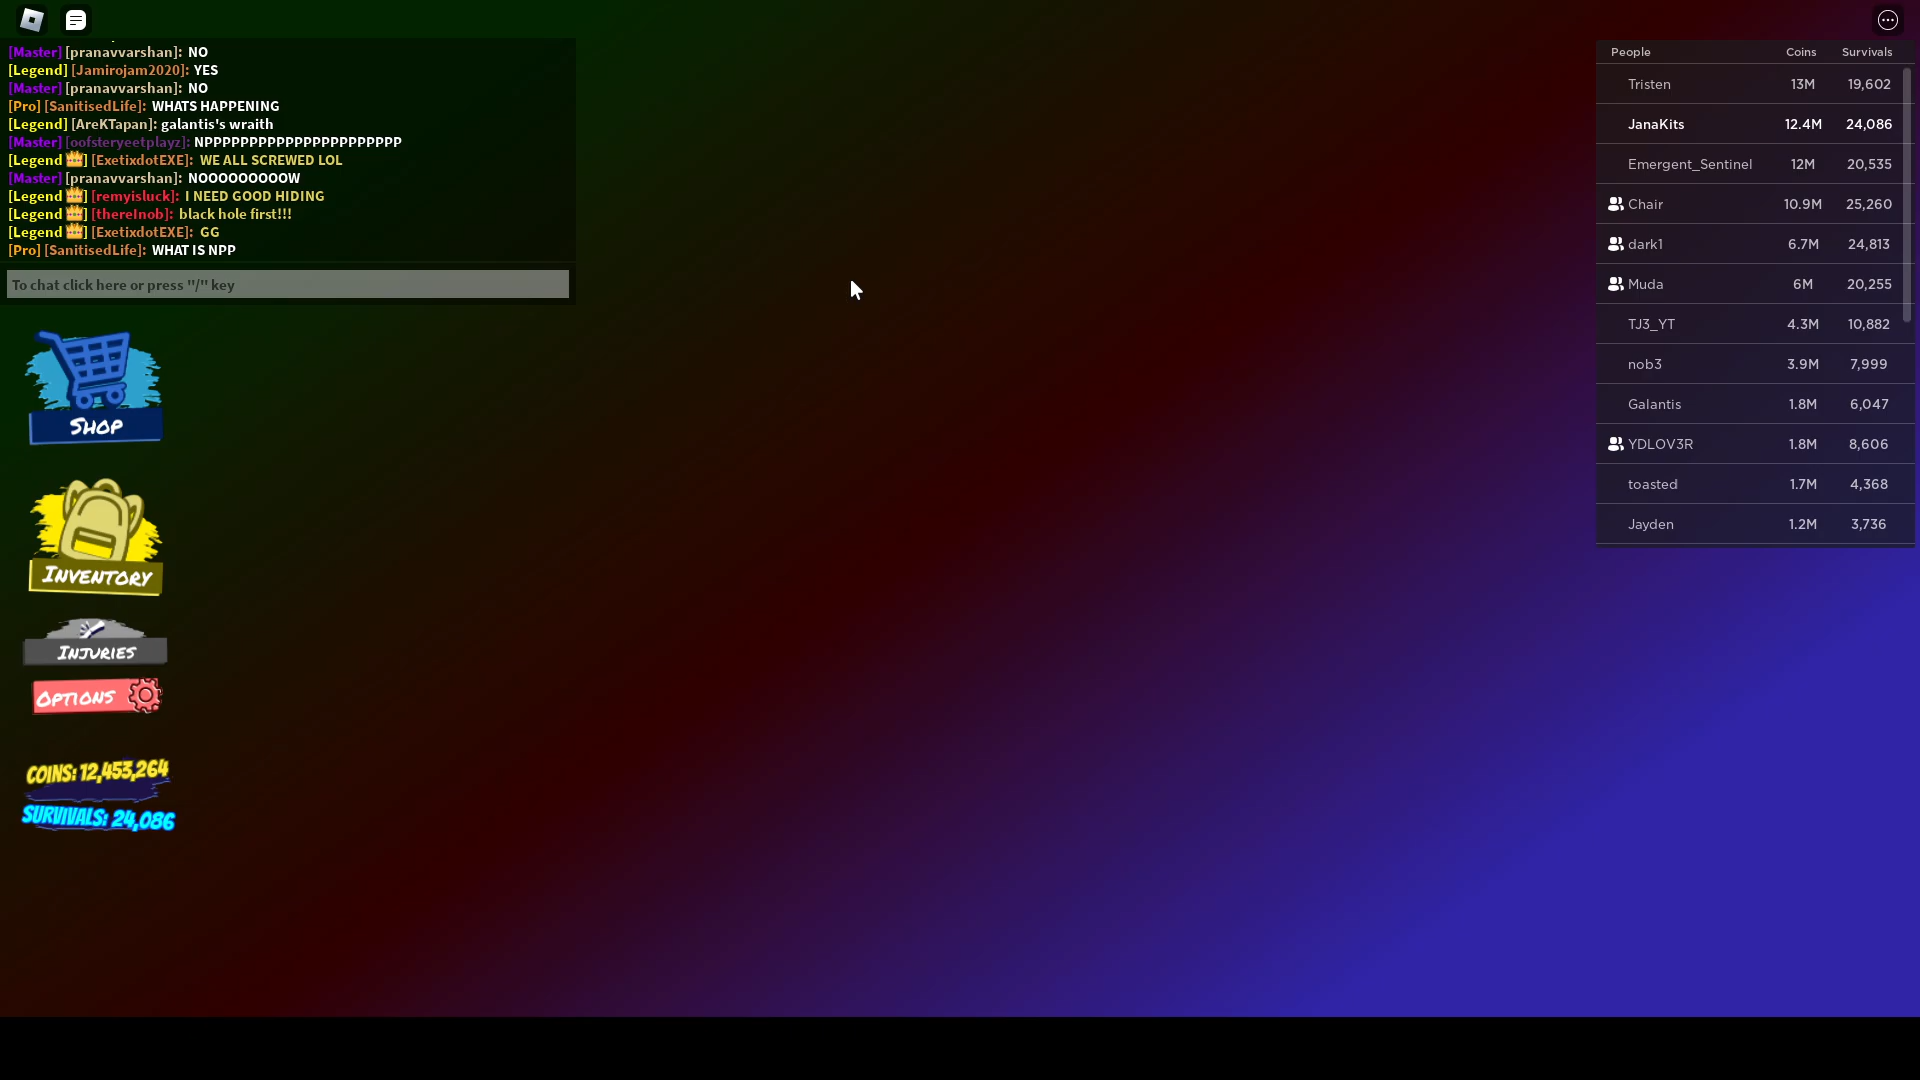 [Master] [pranavvarshan]: NO
[Legend] [Jamirojam2020]: YES
[Master] [pranavvarshan]: NO
[Pro] [SanitisedLife]: WHATS HAPPENING
[Legend] [AreKTapan]: galantis's wraith
[Master] [oofsteryeetplayz]: NPPPPPPPPPPPPPPPPPPPPPP
[Legend 👑] [ExetixdotEXE]: WE ALL SCREWED LOL
[Master] [pranavvarshan]: NOOOOOOOOOW
[Legend 👑] [remyisluck]: I NEED GOOD HIDING
[Legend 👑] [thereInob]: black hole first!!!
[Legend 👑] [ExetixdotEXE]: GG
[Pro] [SanitisedLife]: WHAT IS NPP
To chat click here or press "/" key
SHOP
INVENTORY
INJURIES
OPTIONS
COINS: 12,453,264
SURVIVALS: 24,086
People Coins Survivals
Tristen 13M 19,602
JanaKits 12.4M 24,086
Emergent_Sentinel 12M 20,535
Chair 10.9M 25,260
dark1 6.7M 24,813
Muda 6M 20,255
TJ3_YT 4.3M 10,882
nob3 3.9M 7,999
Galantis 1.8M 6,047
YDLOV3R 1.8M 8,606
toasted 1.7M 4,368
Jayden 1.2M 3,736